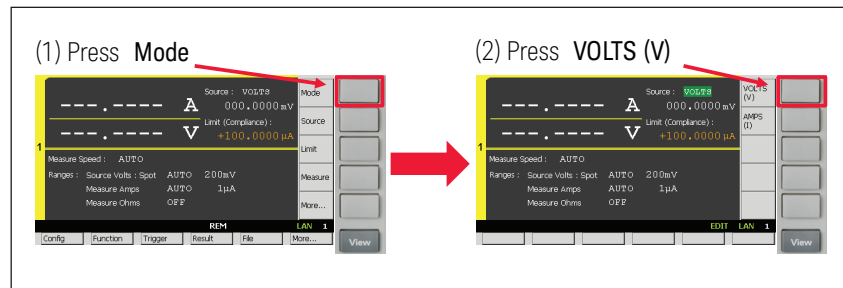 (1) Press Mode
Source : VOLTS
---.---- A 000.0000 mV
Limit (Compliance) :
---.---- V +100.0000 µA
1
Measure Speed : AUTO
Ranges : Source Volts : Spot AUTO 200mV
Measure Amps AUTO 1µA
Measure Ohms OFF
Mode
Source
Limit
Measure
More...
REM LAN 1
Config Function Trigger Result File More...
View
(2) Press VOLTS (V)
Source : VOLTS
---.---- A 000.0000 mV
Limit (Compliance) :
---.---- V +100.0000 µA
1
Measure Speed : AUTO
Ranges : Source Volts : Spot AUTO 200mV
Measure Amps AUTO 1µA
Measure Ohms OFF
VOLTS
(V)
AMPS
(I)
EDIT LAN 1
View